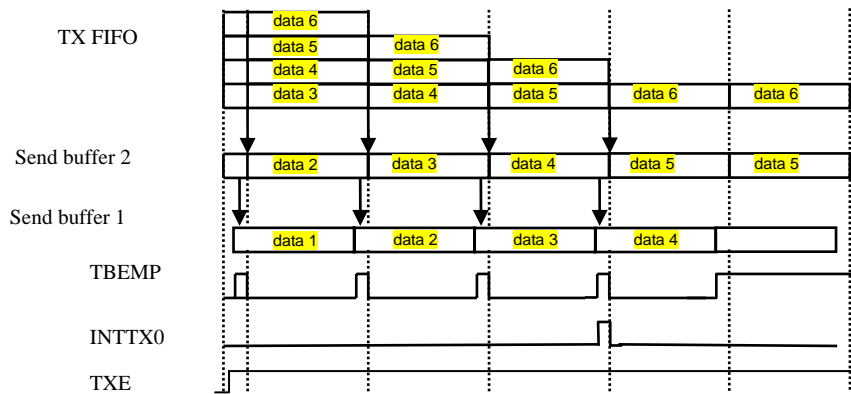 data 6
TX FIFO
data 5 data 6
data 4 data 5 data 6
data 3 data 4 data 5 data 6 data 6
Send buffer 2 data 2 data 3 data 4 data 5 data 5
Send buffer 1
data 1 data 2 data 3 data 4
TBEMP
INTTX0
TXE